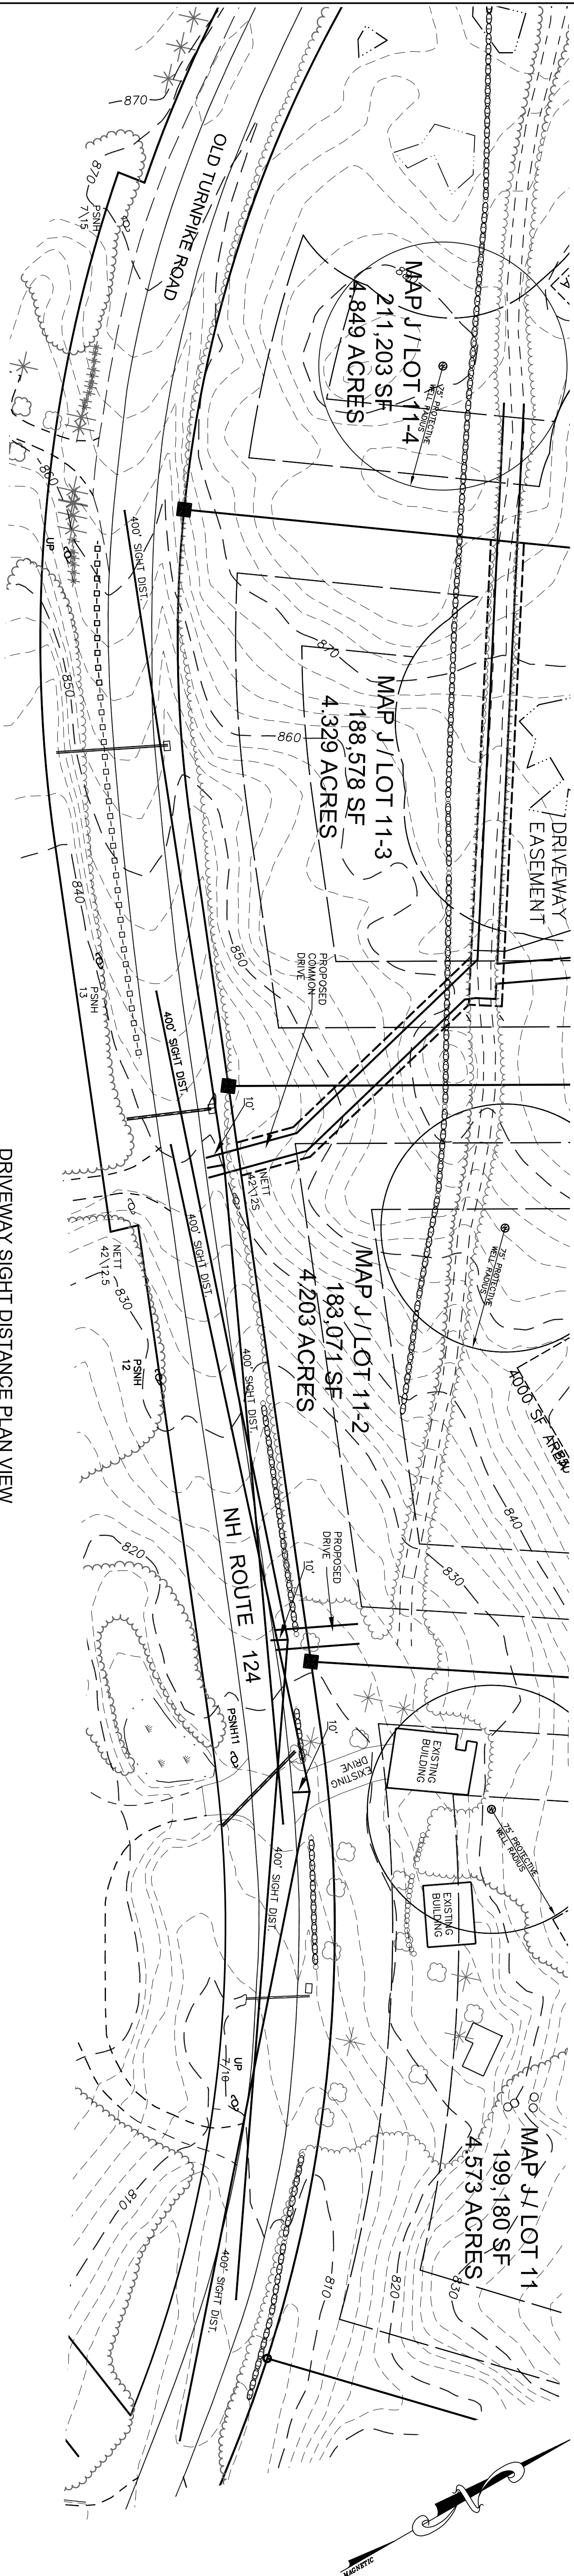 870
870
PSNH
7\15
OLD TURNPIKE ROAD
MAP J / LOT 11-4
211,203 SF
4.849 ACRES
75' PROTECTIVE
WELL RADIUS
860
UP
400' SIGHT DIST.
850
870
860
MAP J / LOT 11-3
188,578 SF
4.329 ACRES
DRIVEWAY
EASEMENT
840
850
PROPOSED
COMMON
DRIVE
PSNH
13
400' SIGHT DIST.
10'
NETT
42\12S
400' SIGHT DIST.
NETT
42\12.5
830
PSNH
12
MAP J / LOT 11-2
183,071 SF
4.203 ACRES
75' PROTECTIVE
WELL RADIUS
400' SIGHT DIST.
4000 SF AREA
840
830
820
NH ROUTE 124
PROPOSED
DRIVE
10'
PSNH11
10'
EXISTING
DRIVE
EXISTING
BUILDING
75' PROTECTIVE
WELL RADIUS
EXISTING
BUILDING
400' SIGHT DIST.
UP
7/10
MAP J / LOT 11
199,180 SF
4.573 ACRES
810
400' SIGHT DIST.
810
820
830
MAGNETIC
DRIVEWAY SIGHT DISTANCE PLAN VIEW